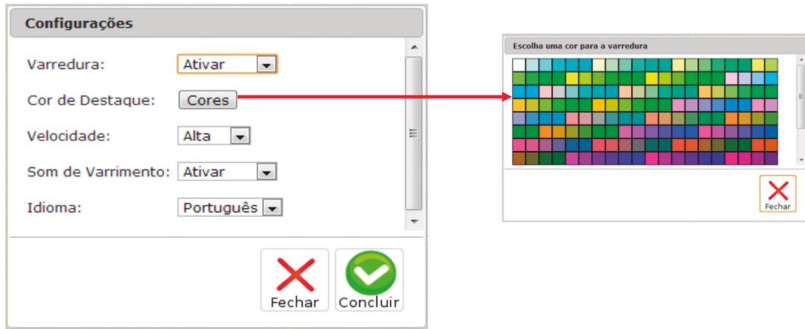 Configurações
Varredura: Ativar
Cor de Destaque: Cores
Velocidade: Alta
Som de Varrimento: Ativar
Idioma: Português
Fechar Concluir
Escolha uma cor para a varredura
Fechar